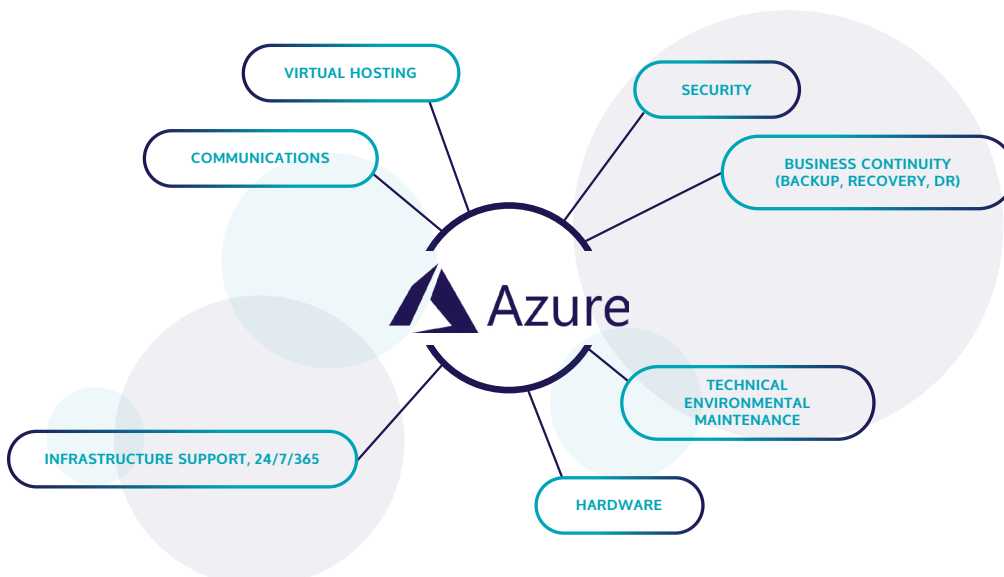 VIRTUAL HOSTING
SECURITY
COMMUNICATIONS
BUSINESS CONTINUITY
(BACKUP, RECOVERY, DR)
Azure
TECHNICAL
ENVIRONMENTAL
MAINTENANCE
INFRASTRUCTURE SUPPORT, 24/7/365
HARDWARE